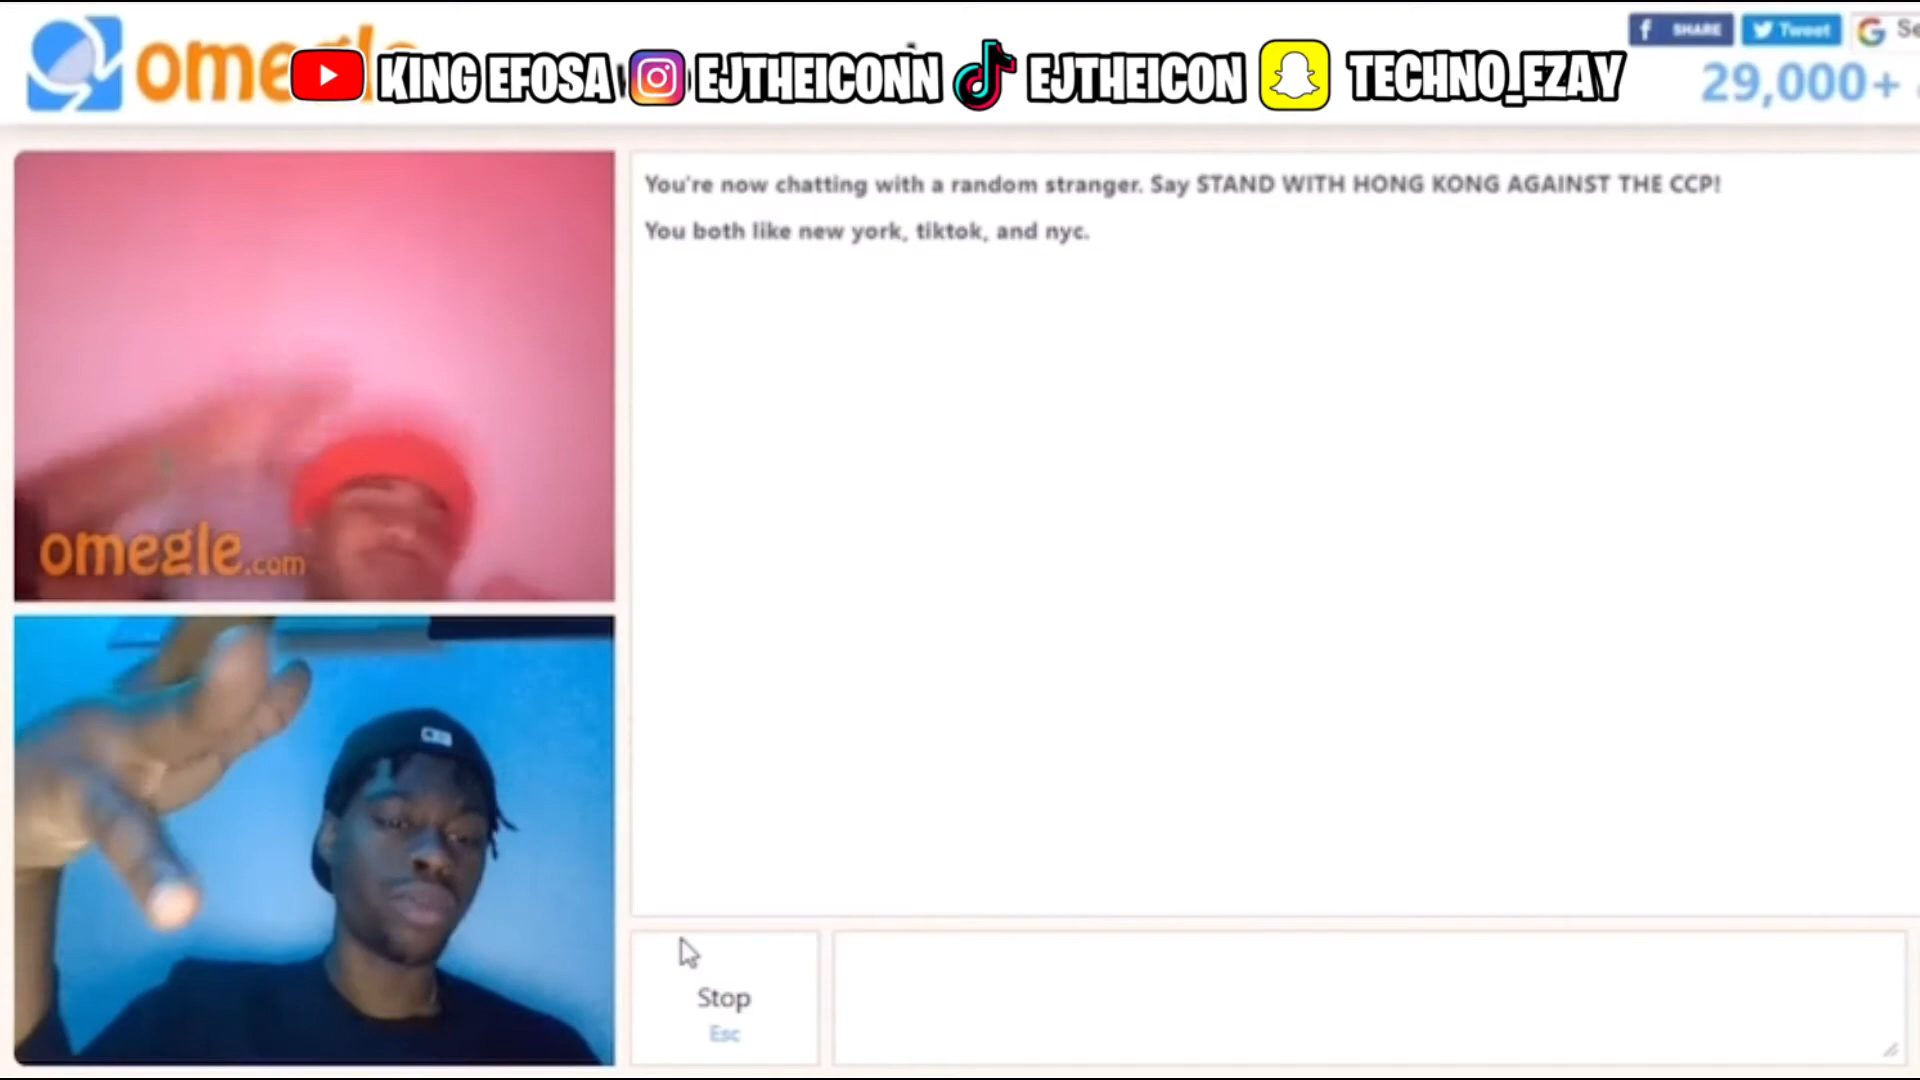 ome
KING EFOSA EJTHEICONN EJTHEICON TECHNO_EZAY
SHARE Tweet
29,000+
You're now chatting with a random stranger. Say STAND WITH HONG KONG AGAINST THE CCP!
You both like new york, tiktok, and nyc.
omegle.com
Stop
Esc